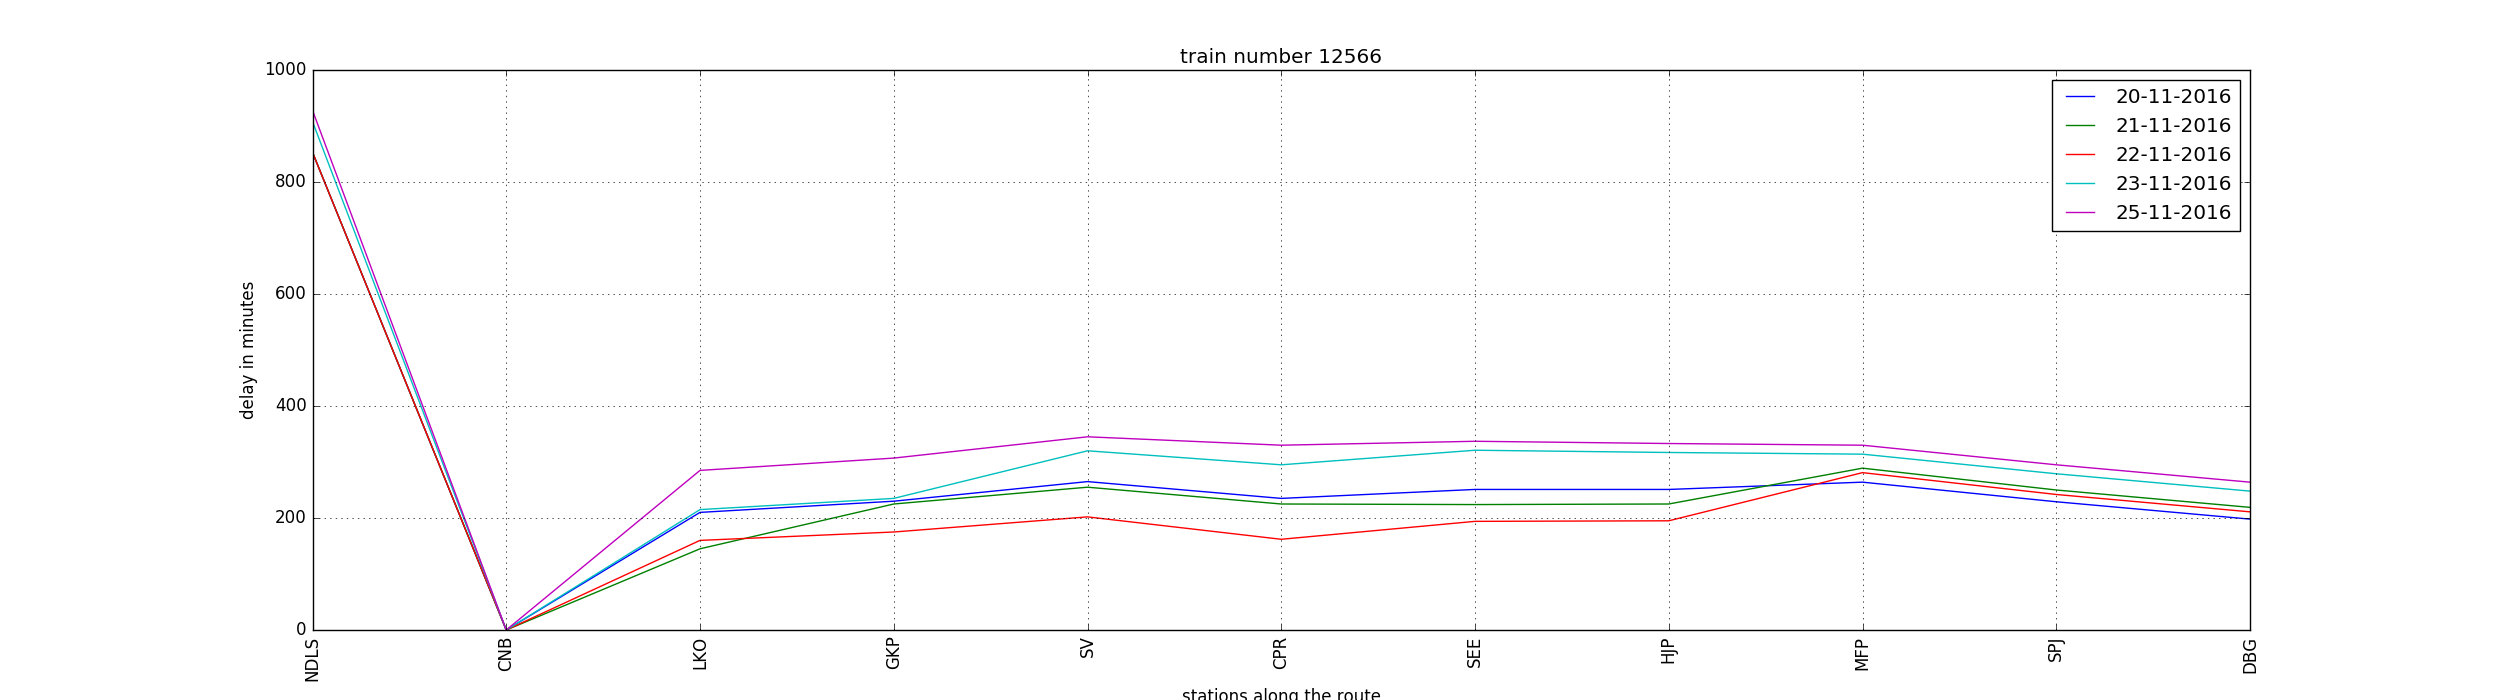 train number 12566
1000
800
600
400
200
0
delay in minutes
20-11-2016
21-11-2016
22-11-2016
23-11-2016
25-11-2016
NDLS
CNB
LKO
GKP
SV
CPR
SEE
HJP
MFP
SPJ
DBG
stations along the route